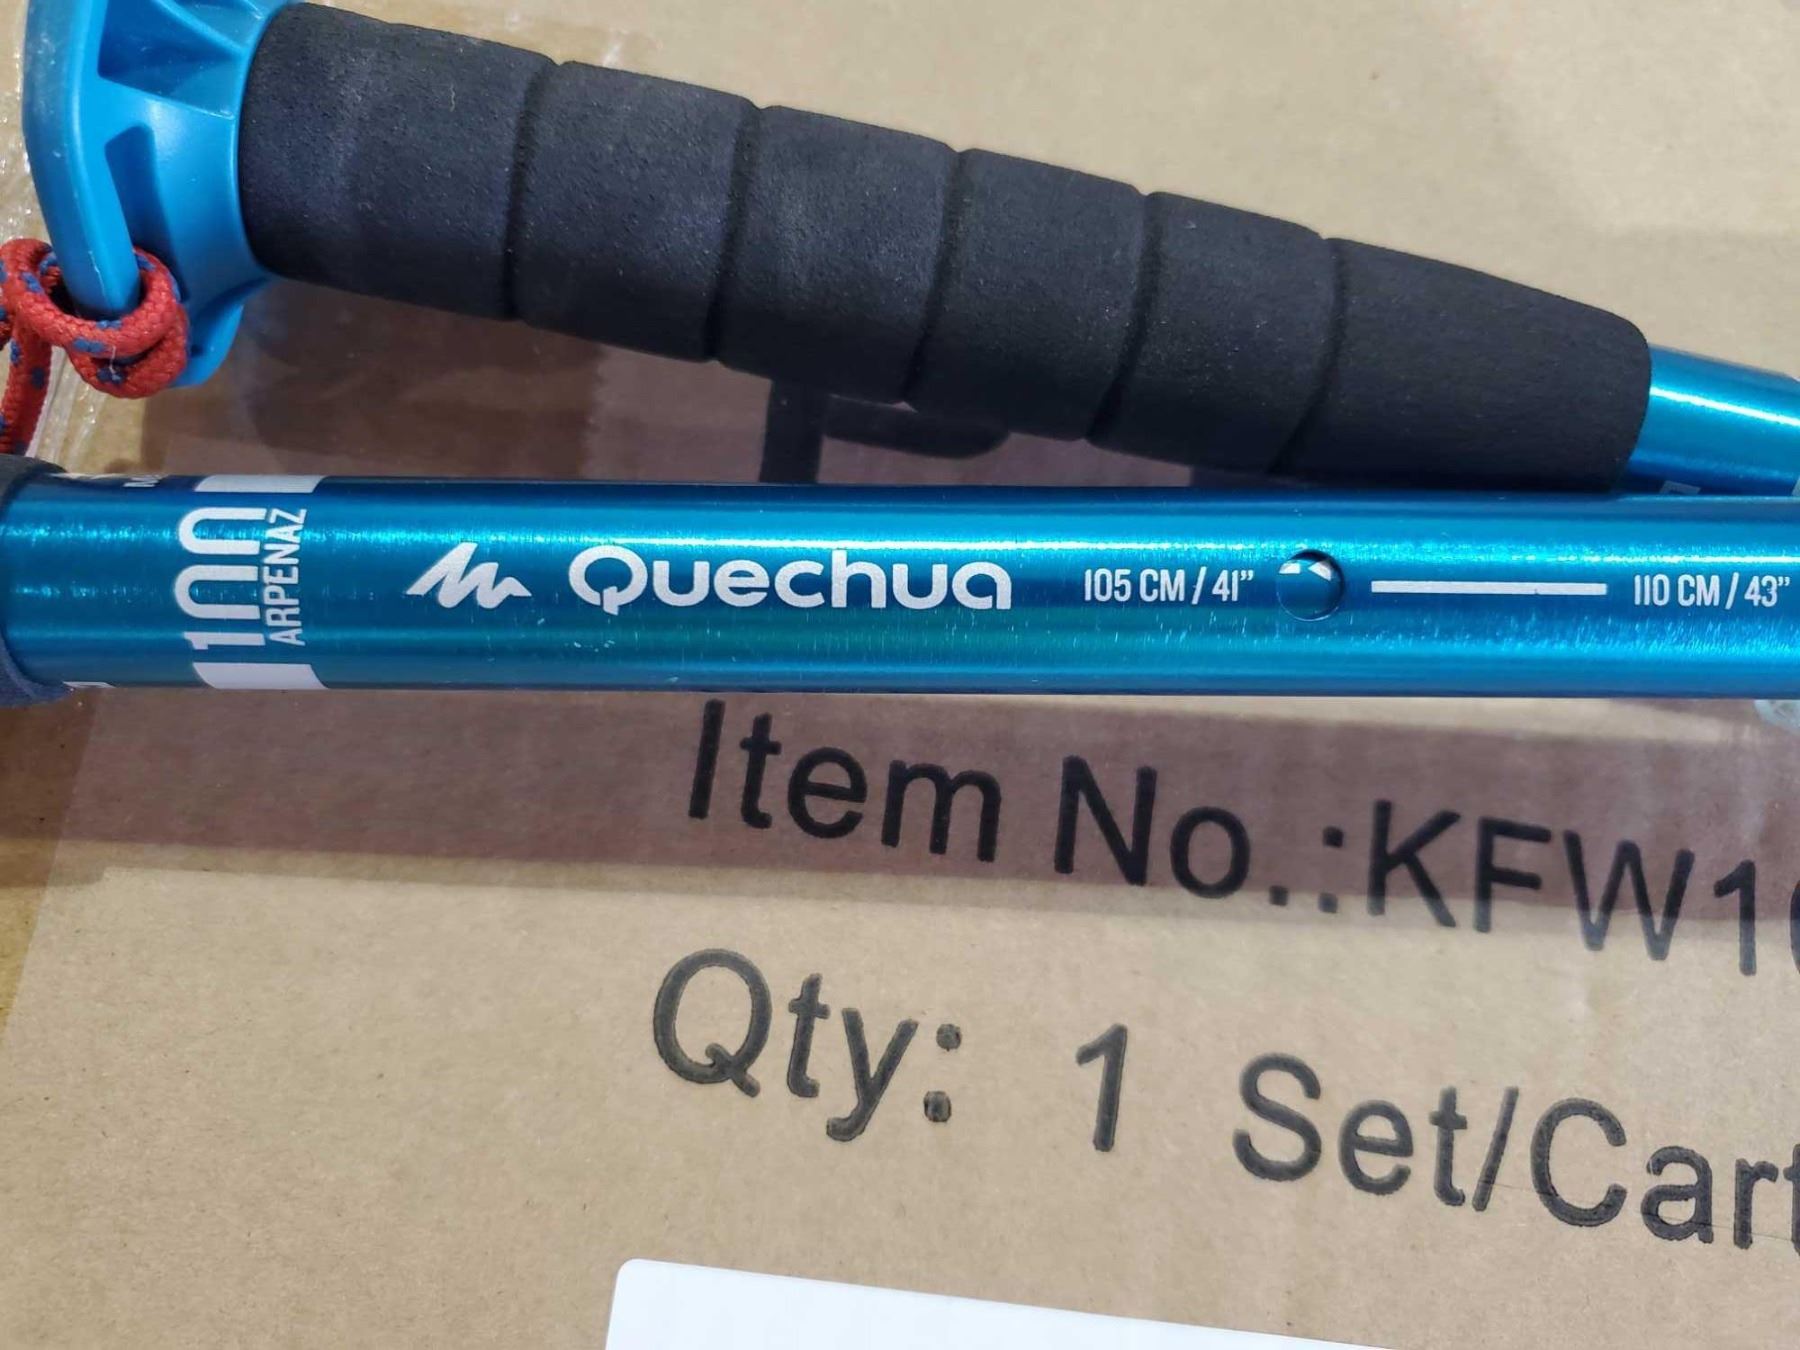 100
ARPENAZ
Quechua 105 CM / 41" 110 CM / 43"
Item No.:KFW1
Qty: 1 Set/Cart